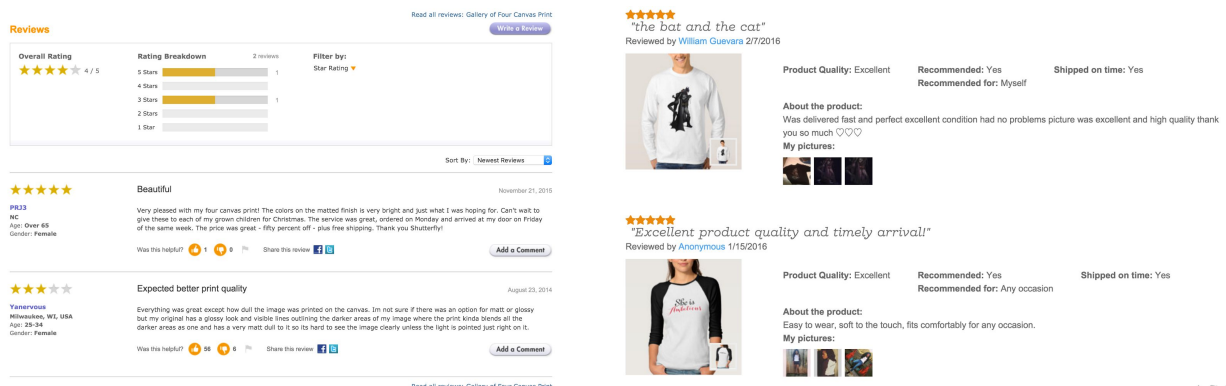 Read all reviews: Gallery of Four Canvas Print
Reviews
Write a Review
Overall Rating
4 / 5
Rating Breakdown
2 reviews
5 Stars
1
4 Stars
3 Stars
1
2 Stars
1 Star
Filter by:
Star Rating
Sort By: Newest Reviews
PRJ3
NC
Age: Over 65
Gender: Female
Beautiful
November 21, 2015
Very pleased with my four canvas print! The colors on the matted finish is very bright and just what I was hoping for. Can't wait to
give these to each of my grown children for Christmas. The service was great, ordered on Monday and arrived at my door on Friday
of the same week. The price was great - fifty percent off - plus free shipping. Thank you Shutterfly!
Was this helpful? 1 0 Share this review
Add a Comment
Yanervous
Milwaukee, WI, USA
Age: 25-34
Gender: Female
Expected better print quality
August 23, 2014
Everything was great except how dull the image was printed on the canvas. Im not sure if there was an option for matt or glossy
but my original has a glossy look and visible lines outlining the darker areas of my image where the print kinda blends all the
darker areas as one and has a very matt dull to it so its hard to see the image clearly unless the light is pointed just right on it.
Was this helpful? 56 6 Share this review
Add a Comment
"the bat and the cat"
Reviewed by William Guevara 2/7/2016
Product Quality: Excellent
Recommended: Yes
Shipped on time: Yes
Recommended for: Myself
About the product:
Was delivered fast and perfect excellent condition had no problems picture was excellent and high quality thank
you so much ♡♡♡
My pictures:
"Excellent product quality and timely arrival!"
Reviewed by Anonymous 1/15/2016
She is
Ambitious
Product Quality: Excellent
Recommended: Yes
Shipped on time: Yes
Recommended for: Any occasion
About the product:
Easy to wear, soft to the touch, fits comfortably for any occasion.
My pictures: